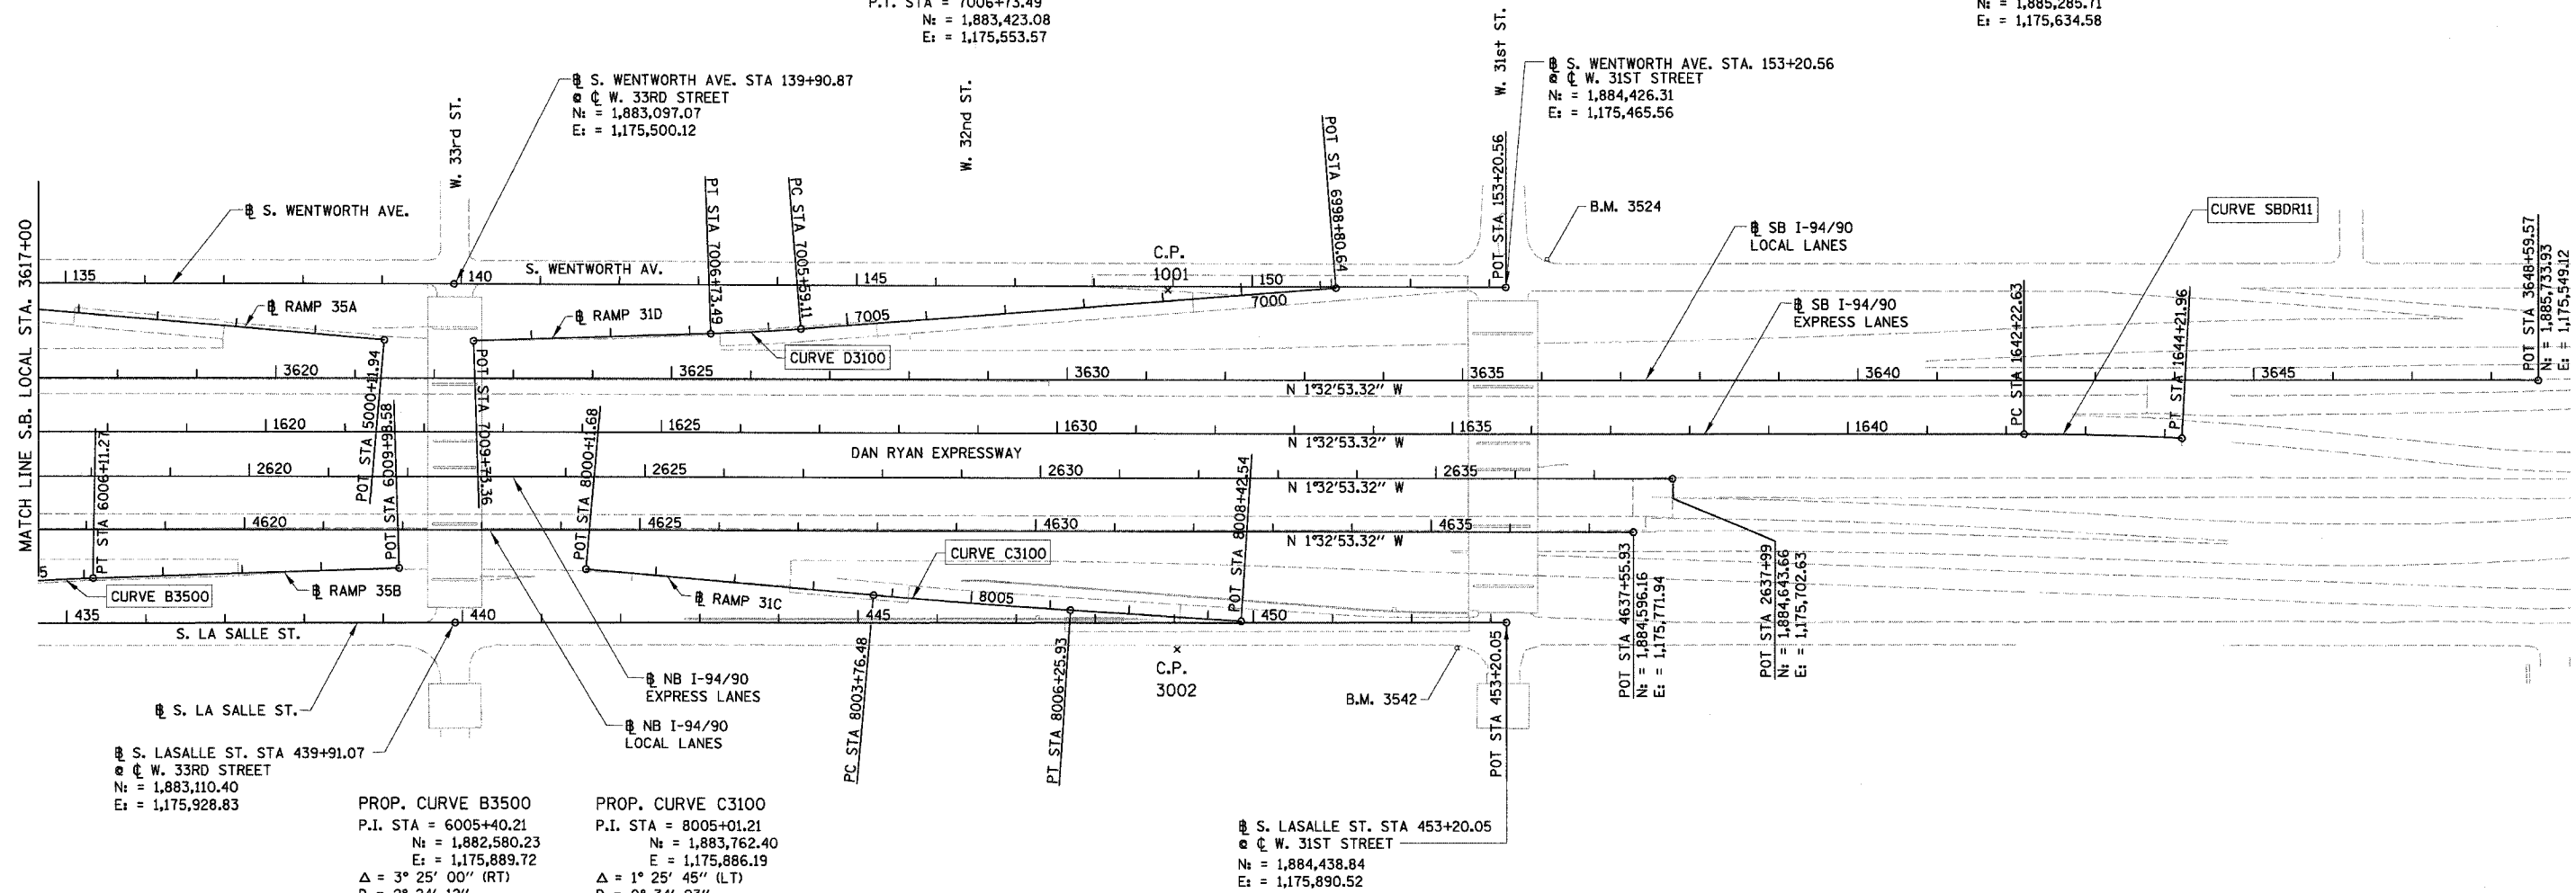 P.I. STA = 7006+73.49
N: = 1,883,423.08
E: = 1,175,553.57
N: = 1,885,285.71
E: = 1,175,634.58
W. 33rd ST.
W. 32nd ST.
W. 31st ST.
℄ S. WENTWORTH AVE. STA 139+90.87
@ ℄ W. 33RD STREET
N: = 1,883,097.07
E: = 1,175,500.12
℄ S. WENTWORTH AVE. STA. 153+20.56
@ ℄ W. 31ST STREET
N: = 1,884,426.31
E: = 1,175,465.56
MATCH LINE S.B. LOCAL STA. 3617+00
℄ S. WENTWORTH AVE.
PT STA 7006+73.49
PC STA 7005+59.11
POT STA 6998+80.64
POT STA 153+20.56
B.M. 3524
℄ SB I-94/90
LOCAL LANES
CURVE SBDR11
POT STA 3648+59.57
N: = 1,885,733.93
E: = 1,175,549.12
135
140
S. WENTWORTH AV.
145
C.P.
1001
150
7000
7005
℄ RAMP 35A
℄ RAMP 31D
CURVE D3100
℄ SB I-94/90
EXPRESS LANES
PC STA 1642+22.63
PT STA 1644+21.96
3620
3625
3630
3635
3640
3645
N 1°32'53.32" W
POT STA 5000+11.94
POT STA 6009+98.58
POT STA 7009+73.36
POT STA 8000+11.68
1620
1625
1630
1635
1640
N 1°32'53.32" W
DAN RYAN EXPRESSWAY
PT STA 6006+11.27
2620
2625
2630
2635
N 1°32'53.32" W
POT STA 8008+42.54
4620
4625
4630
4635
N 1°32'53.32" W
5
CURVE B3500
℄ RAMP 35B
℄ RAMP 31C
CURVE C3100
8005
435
440
445
450
S. LA SALLE ST.
POT STA 4637+55.93
N: = 1,884,596.16
E: = 1,175,771.94
POT STA 2637+99
N: = 1,884,643.66
E: = 1,175,702.63
℄ NB I-94/90
EXPRESS LANES
℄ NB I-94/90
LOCAL LANES
PC STA 8003+76.48
PT STA 8006+25.93
C.P.
3002
B.M. 3542
POT STA 453+20.05
℄ S. LA SALLE ST.
℄ S. LASALLE ST. STA 439+91.07
@ ℄ W. 33RD STREET
N: = 1,883,110.40
E: = 1,175,928.83
PROP. CURVE B3500
P.I. STA = 6005+40.21
N: = 1,882,580.23
E: = 1,175,889.72
Δ = 3° 25' 00" (RT)
PROP. CURVE C3100
P.I. STA = 8005+01.21
N: = 1,883,762.40
E = 1,175,886.19
Δ = 1° 25' 45" (LT)
℄ S. LASALLE ST. STA 453+20.05
@ ℄ W. 31ST STREET
N: = 1,884,438.84
E: = 1,175,890.52